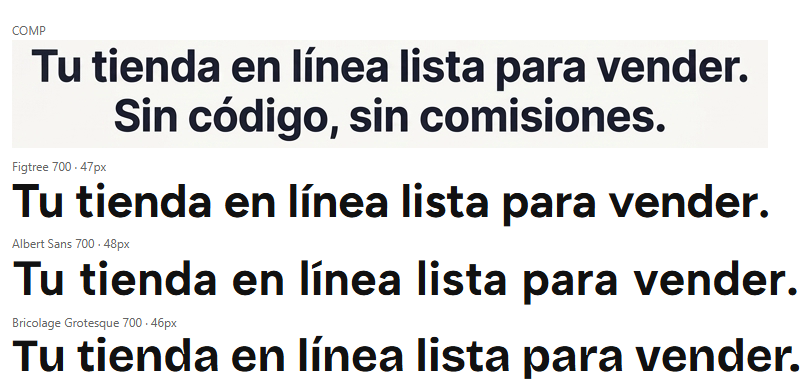 COMP
Tu tienda en línea lista para vender.
Sin código, sin comisiones.
Figtree 700 · 47px
Tu tienda en línea lista para vender.
Albert Sans 700 · 48px
Tu tienda en línea lista para vender.
Bricolage Grotesque 700 · 46px
Tu tienda en línea lista para vender.